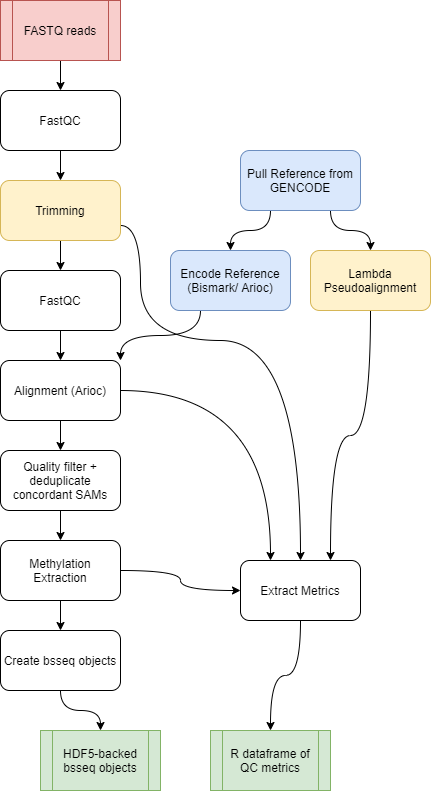 FASTQ reads
FastQC
Pull Reference from
GENCODE
Trimming
Encode Reference
(Bismark/ Arioc)
Lambda
Pseudoalignment
FastQC
Alignment (Arioc)
Quality filter +
deduplicate
concordant SAMs
Methylation
Extraction
Extract Metrics
Create bsseq objects
HDF5-backed
bsseq objects
R dataframe of
QC metrics